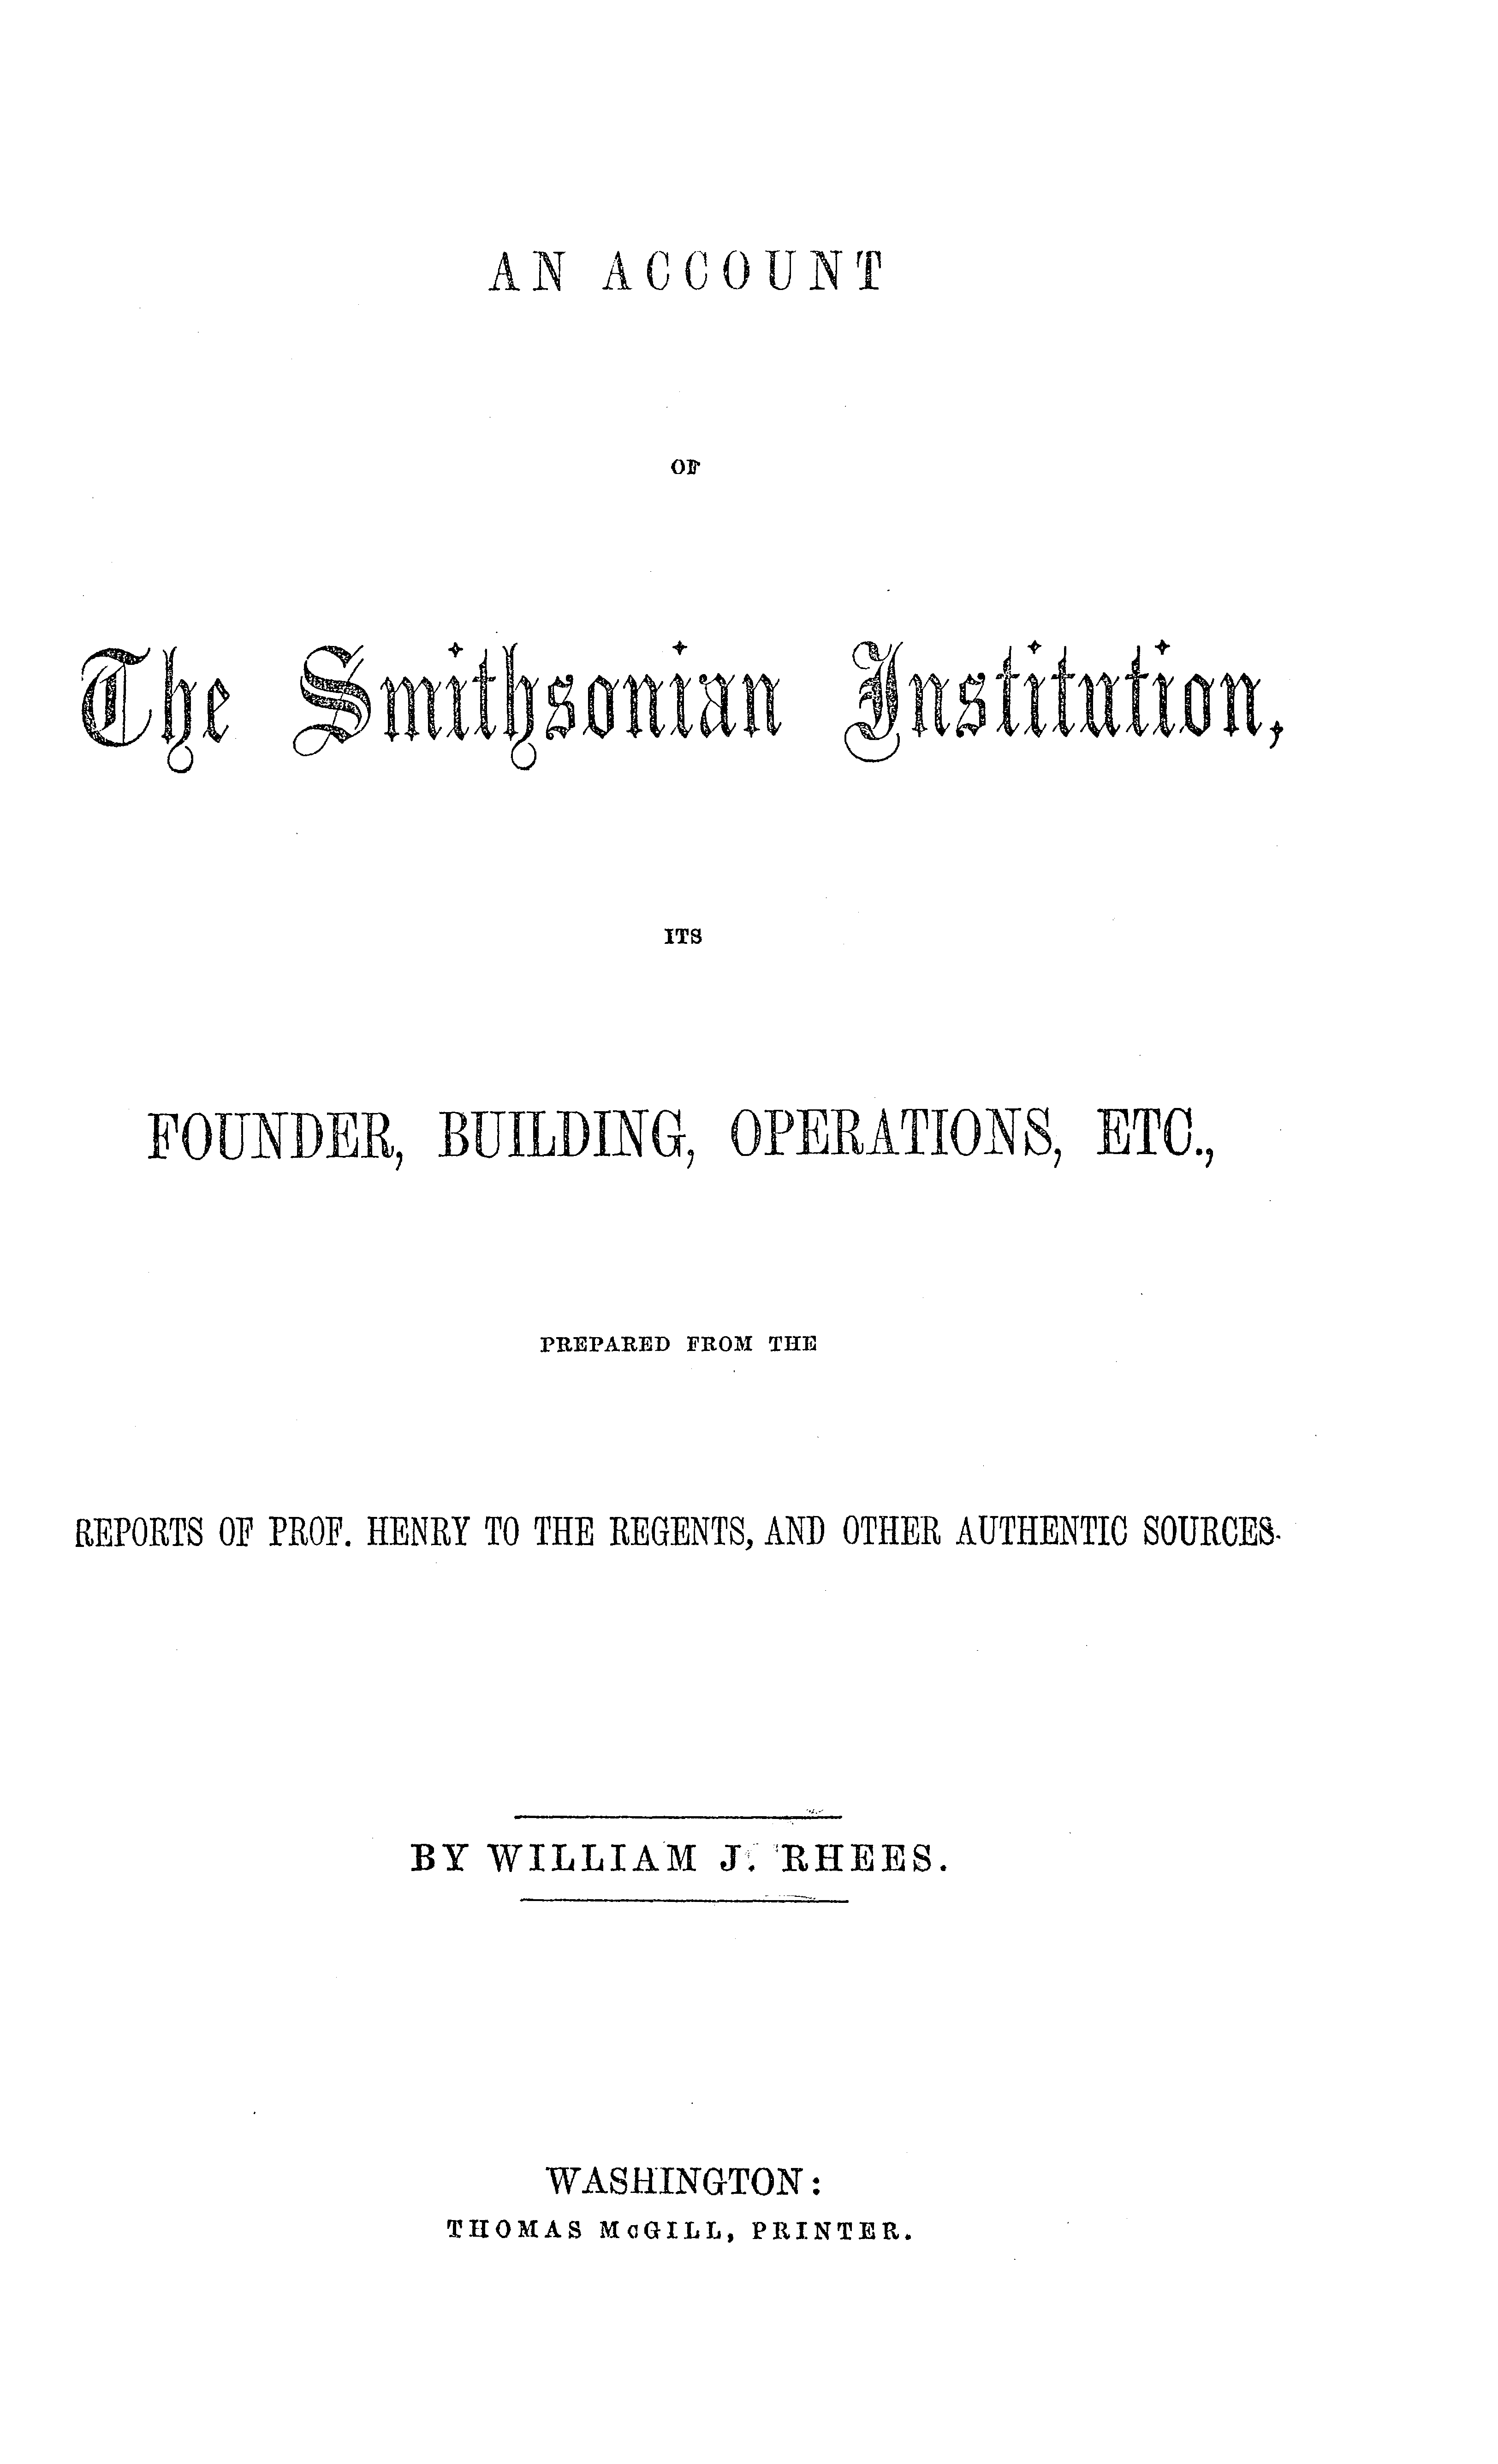 AN ACCOUNT
OF
The Smithsonian Institution,
ITS
FOUNDER, BUILDING, OPERATIONS, ETC.,
PREPARED FROM THE
REPORTS OF PROF. HENRY TO THE REGENTS, AND OTHER AUTHENTIC SOURCES.
BY WILLIAM J. RHEES.
WASHINGTON:
THOMAS McGILL, PRINTER.